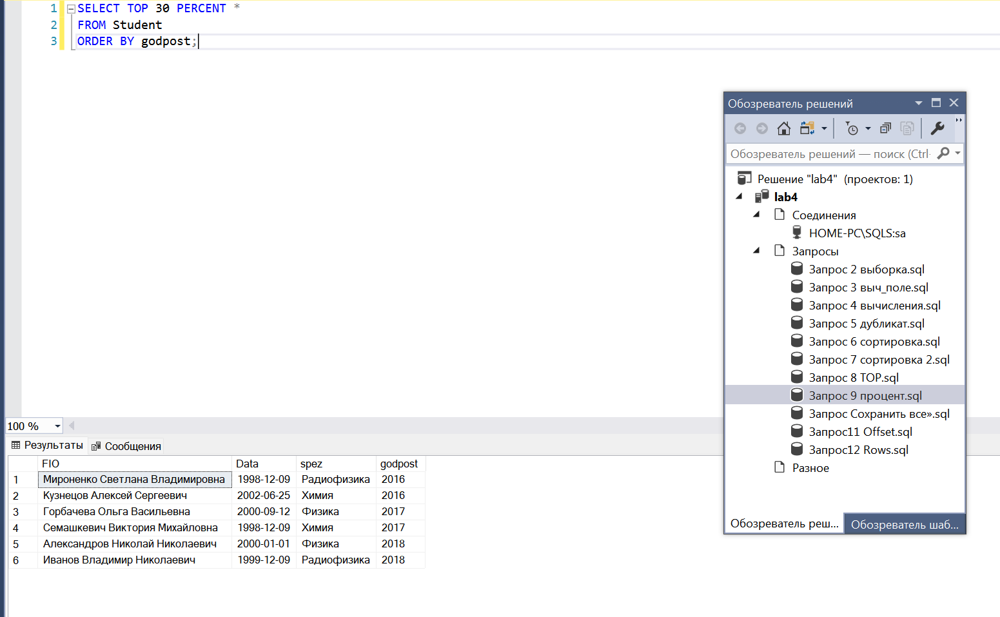 1 SELECT TOP 30 PERCENT *
2 FROM Student
3 ORDER BY godpost;
Обозреватель решений
Обозреватель решений — поиск (Ctrl
Решение "lab4" (проектов: 1)
lab4
Соединения
HOME-PC\SQLS:sa
Запросы
Запрос 2 выборка.sql
Запрос 3 выч_поле.sql
Запрос 4 вычисления.sql
Запрос 5 дубликат.sql
Запрос 6 сортировка.sql
Запрос 7 сортировка 2.sql
Запрос 8 TOP.sql
Запрос 9 процент.sql
Запрос Сохранить все».sql
Запрос11 Offset.sql
Запрос12 Rows.sql
Разное
Обозреватель реш... Обозреватель шаб...
100 %
Результаты Сообщения
FIO Data spez godpost
1 Мироненко Светлана Владимировна 1998-12-09 Радиофизика 2016
2 Кузнецов Алексей Сергеевич 2002-06-25 Химия 2016
3 Горбачева Ольга Васильевна 2000-09-12 Физика 2017
4 Семашкевич Виктория Михайловна 1998-12-09 Химия 2017
5 Александров Николай Николаевич 2000-01-01 Физика 2018
6 Иванов Владимир Николаевич 1999-12-09 Радиофизика 2018